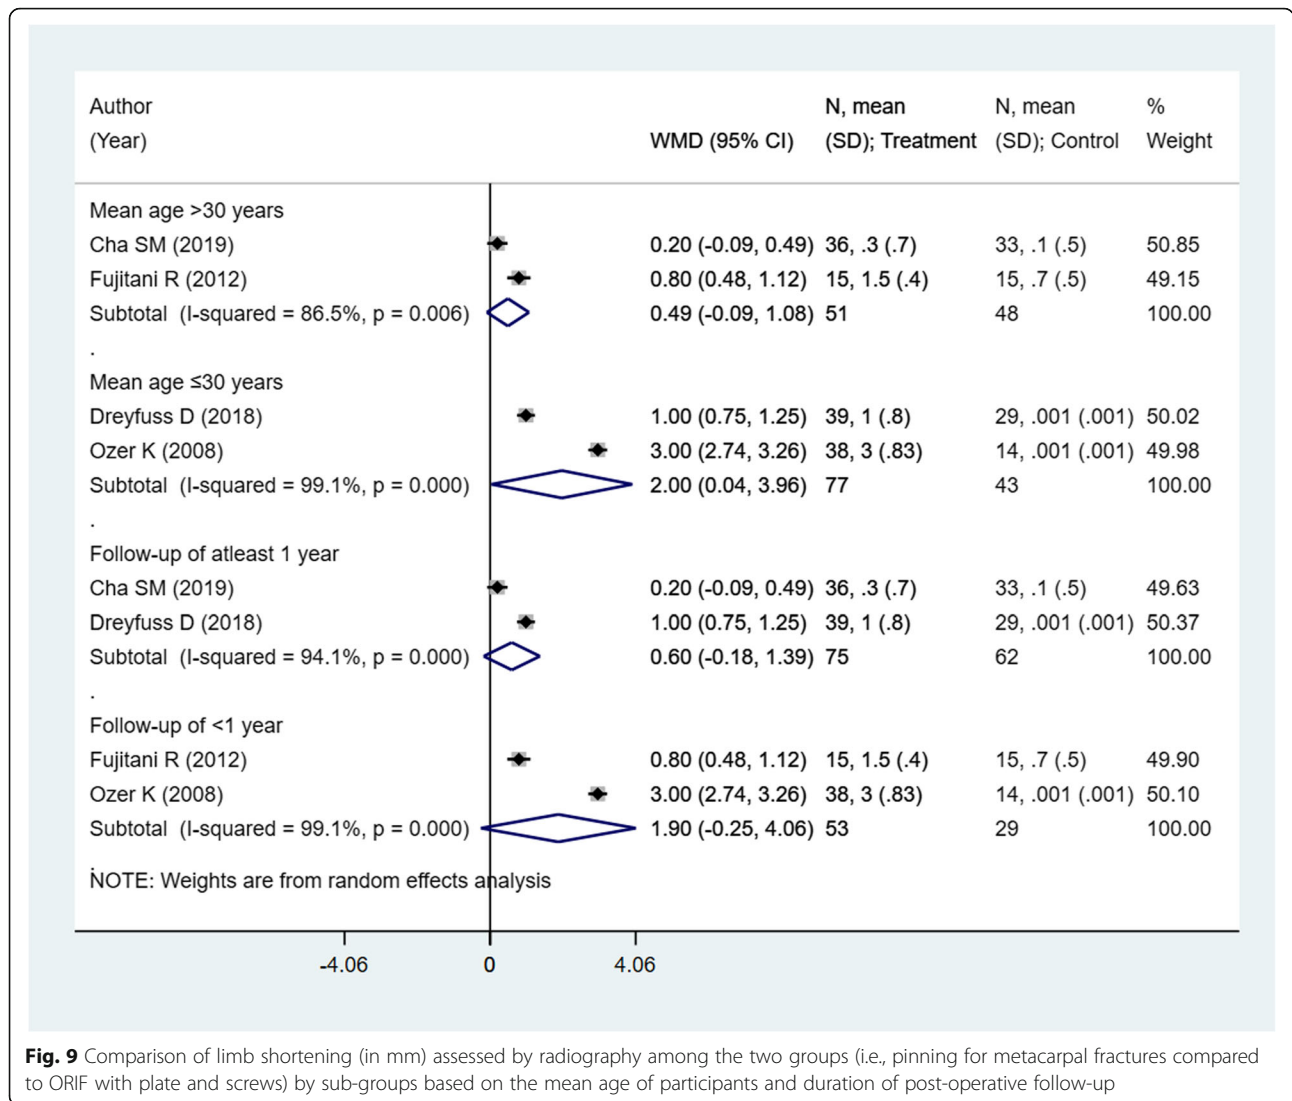 Author N, mean N, mean %
(Year) WMD (95% CI) (SD); Treatment (SD); Control Weight
Mean age >30 years
Cha SM (2019) 0.20 (-0.09, 0.49) 36, .3 (.7) 33, .1 (.5) 50.85
Fujitani R (2012) 0.80 (0.48, 1.12) 15, 1.5 (.4) 15, .7 (.5) 49.15
Subtotal (I-squared = 86.5%, p = 0.006) 0.49 (-0.09, 1.08) 51 48 100.00
.
Mean age ≤30 years
Dreyfuss D (2018) 1.00 (0.75, 1.25) 39, 1 (.8) 29, .001 (.001) 50.02
Ozer K (2008) 3.00 (2.74, 3.26) 38, 3 (.83) 14, .001 (.001) 49.98
Subtotal (I-squared = 99.1%, p = 0.000) 2.00 (0.04, 3.96) 77 43 100.00
.
Follow-up of atleast 1 year
Cha SM (2019) 0.20 (-0.09, 0.49) 36, .3 (.7) 33, .1 (.5) 49.63
Dreyfuss D (2018) 1.00 (0.75, 1.25) 39, 1 (.8) 29, .001 (.001) 50.37
Subtotal (I-squared = 94.1%, p = 0.000) 0.60 (-0.18, 1.39) 75 62 100.00
.
Follow-up of <1 year
Fujitani R (2012) 0.80 (0.48, 1.12) 15, 1.5 (.4) 15, .7 (.5) 49.90
Ozer K (2008) 3.00 (2.74, 3.26) 38, 3 (.83) 14, .001 (.001) 50.10
Subtotal (I-squared = 99.1%, p = 0.000) 1.90 (-0.25, 4.06) 53 29 100.00
.
NOTE: Weights are from random effects analysis
-4.06 0 4.06
Fig. 9 Comparison of limb shortening (in mm) assessed by radiography among the two groups (i.e., pinning for metacarpal fractures compared
to ORIF with plate and screws) by sub-groups based on the mean age of participants and duration of post-operative follow-up